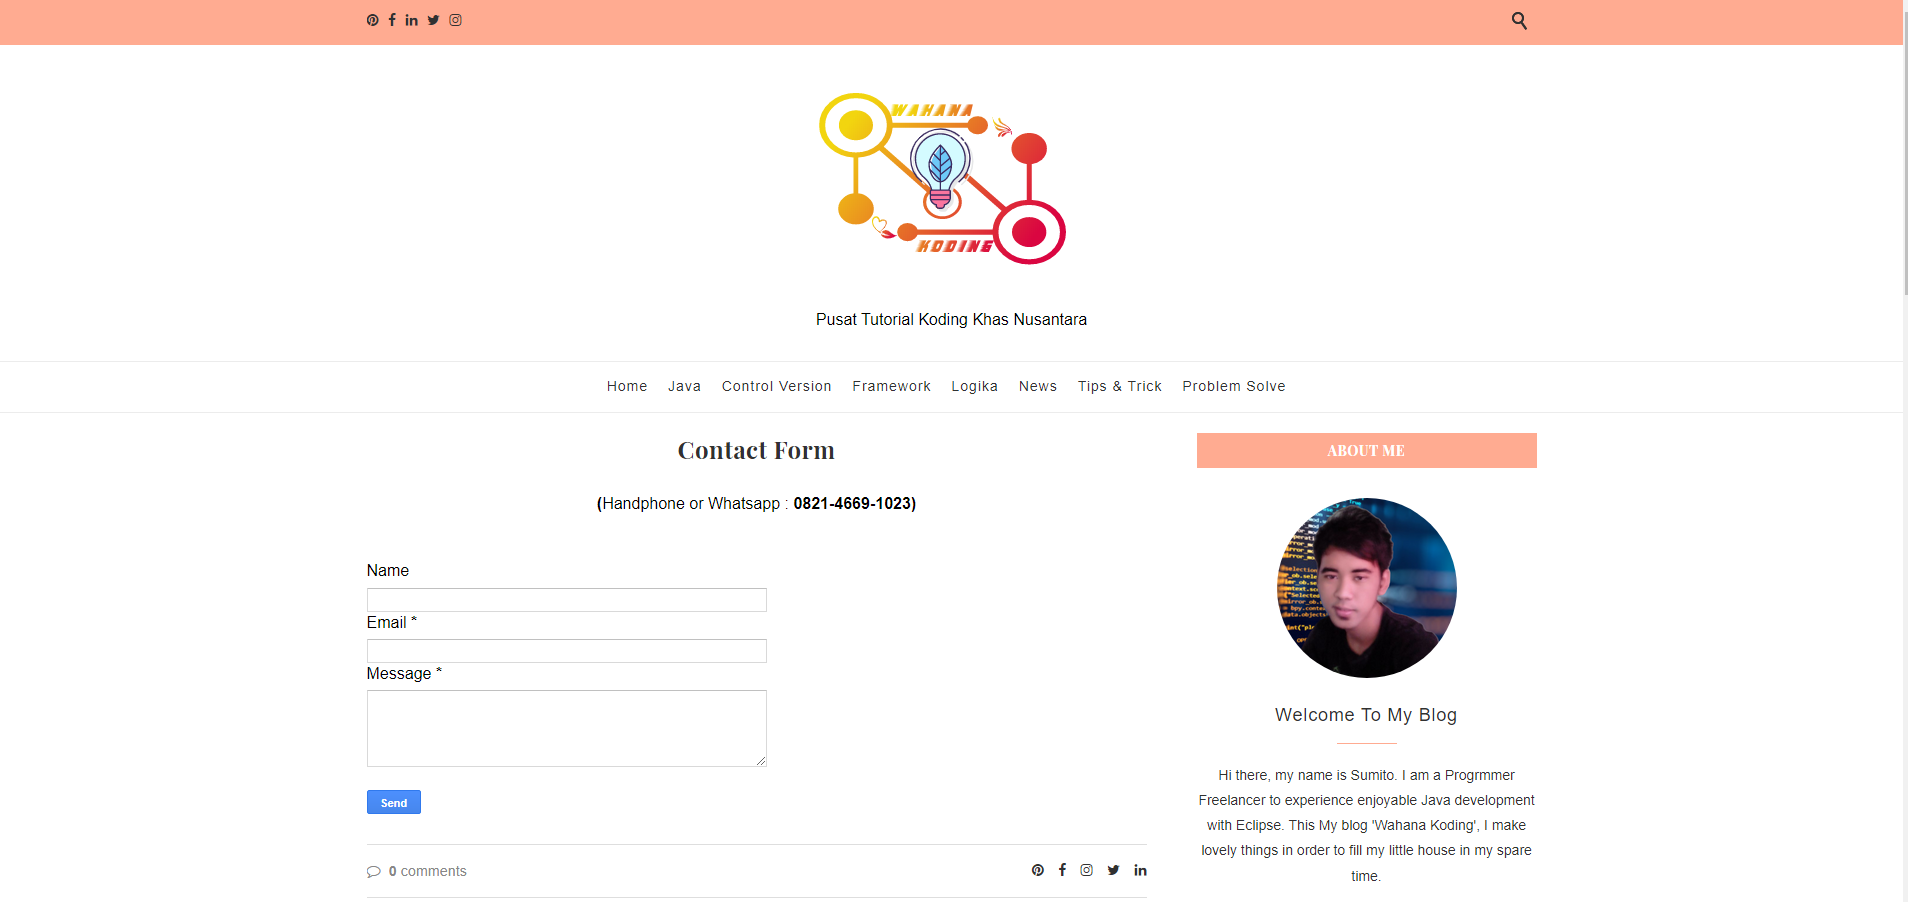 WAHANA
KODING
Pusat Tutorial Koding Khas Nusantara
Home Java Control Version Framework Logika News Tips & Trick Problem Solve
Contact Form
(Handphone or Whatsapp : 0821-4669-1023)
Name
Email *
Message *
Send
0 comments
ABOUT ME
Welcome To My Blog
Hi there, my name is Sumito. I am a Progrmmer
Freelancer to experience enjoyable Java development
with Eclipse. This My blog 'Wahana Koding', I make
lovely things in order to fill my little house in my spare
time.